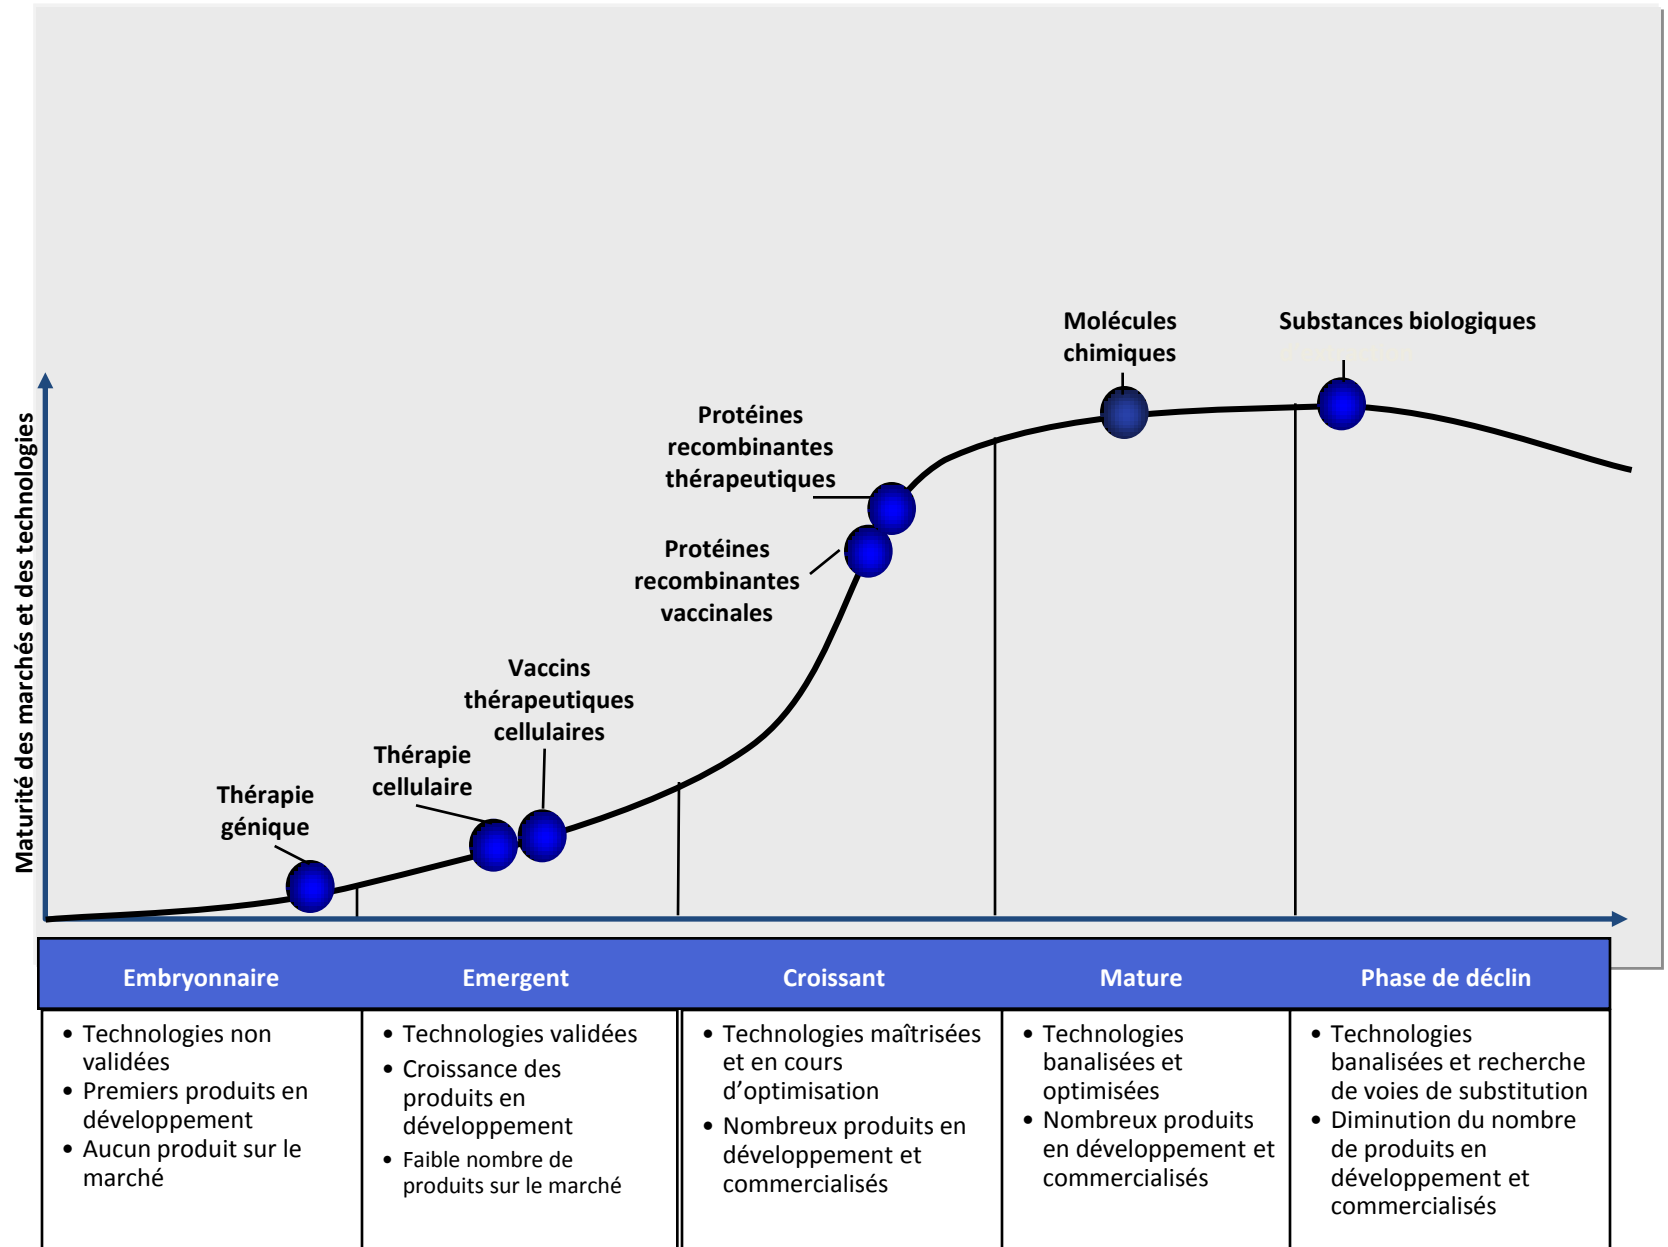 Molécules
chimiques
Substances biologiques
Protéines
recombinantes
thérapeutiques
Protéines
recombinantes
vaccinales
Vaccins
thérapeutiques
cellulaires
Thérapie
cellulaire
Thérapie
génique
Maturité des marchés et des technologies
Embryonnaire
Emergent
Croissant
Mature
Phase de déclin
• Technologies non
validées
• Premiers produits en
développement
• Aucun produit sur le
marché
• Technologies validées
• Croissance des
produits en
développement
• Faible nombre de
produits sur le marché
• Technologies maîtrisées
et en cours
d’optimisation
• Nombreux produits en
développement et
commercialisés
• Technologies
banalisées et
optimisées
• Nombreux produits
en développement et
commercialisés
• Technologies
banalisées et recherche
de voies de substitution
• Diminution du nombre
de produits en
développement et
commercialisés